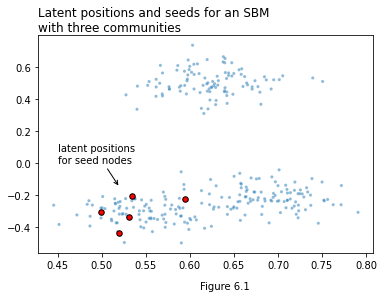 Latent positions and seeds for an SBM
with three communities
0.6
0.4
0.2
0.0
−0.2
−0.4
latent positions
for seed nodes
0.45 0.50 0.55 0.60 0.65 0.70 0.75 0.80
Figure 6.1